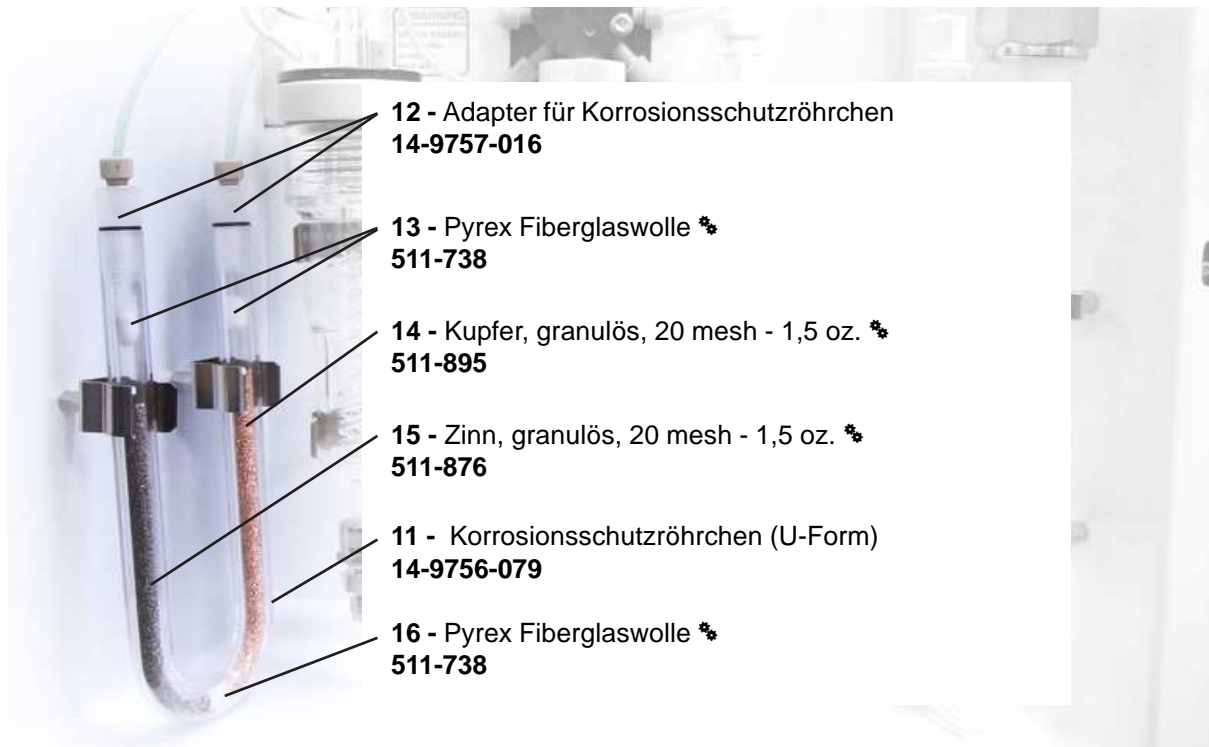 12 - Adapter für Korrosionsschutzröhrchen
14-9757-016
13 - Pyrex Fiberglaswolle
511-738
14 - Kupfer, granulös, 20 mesh - 1,5 oz.
511-895
15 - Zinn, granulös, 20 mesh - 1,5 oz.
511-876
11 - Korrosionsschutzröhrchen (U-Form)
14-9756-079
16 - Pyrex Fiberglaswolle
511-738